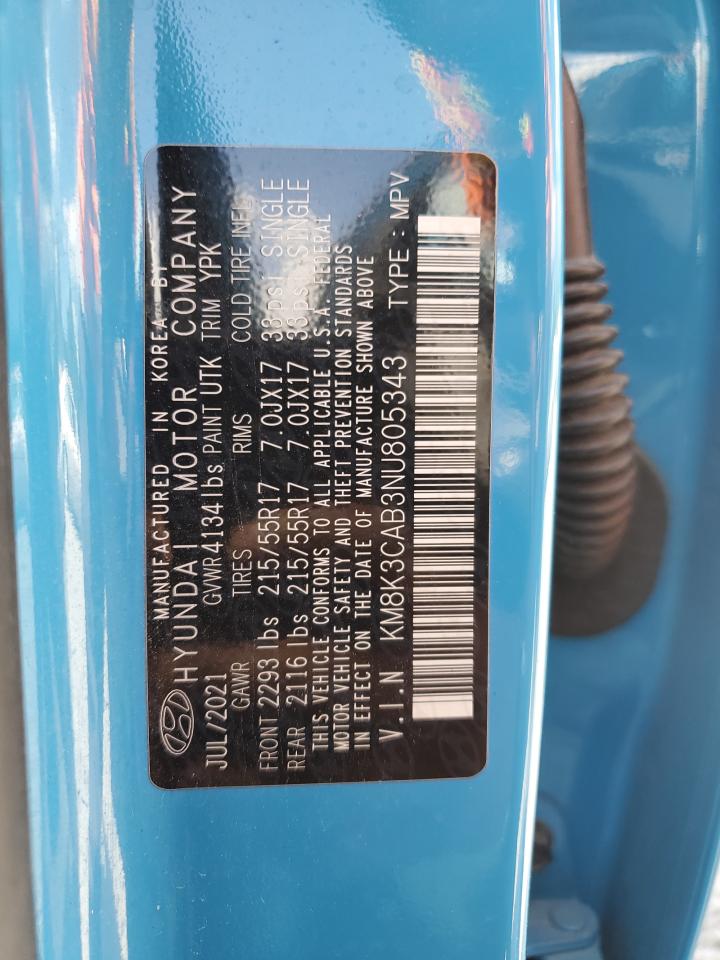 MANUFACTURED IN KOREA BY
HYUNDAI MOTOR COMPANY
JUL/2021 GVWR4134lbs PAINT UTK TRIM YPK
GAWR TIRES RIMS COLD TIRE INFL
FRONT 2293 lbs 215/55R17 7.0JX17 33psi SINGLE
REAR 2116 lbs 215/55R17 7.0JX17 33psi SINGLE
THIS VEHICLE CONFORMS TO ALL APPLICABLE U.S.A. FEDERAL
MOTOR VEHICLE SAFETY AND THEFT PREVENTION STANDARDS
IN EFFECT ON THE DATE OF MANUFACTURE SHOWN ABOVE
V.I.N KM8K3CAB3NU805343 TYPE : MPV